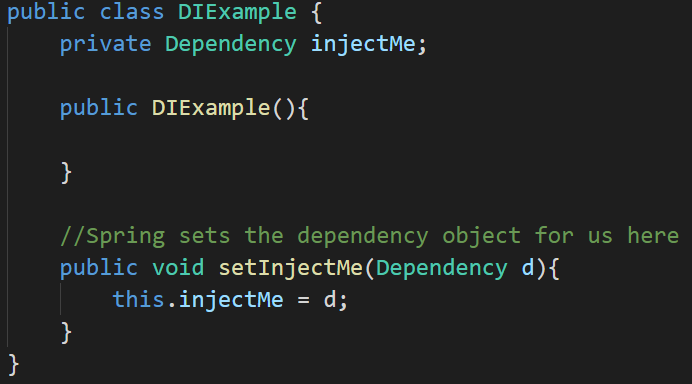 public class DIExample {
    private Dependency injectMe;
    public DIExample(){
    }
    //Spring sets the dependency object for us here
    public void setInjectMe(Dependency d){
        this.injectMe = d;
    }
}